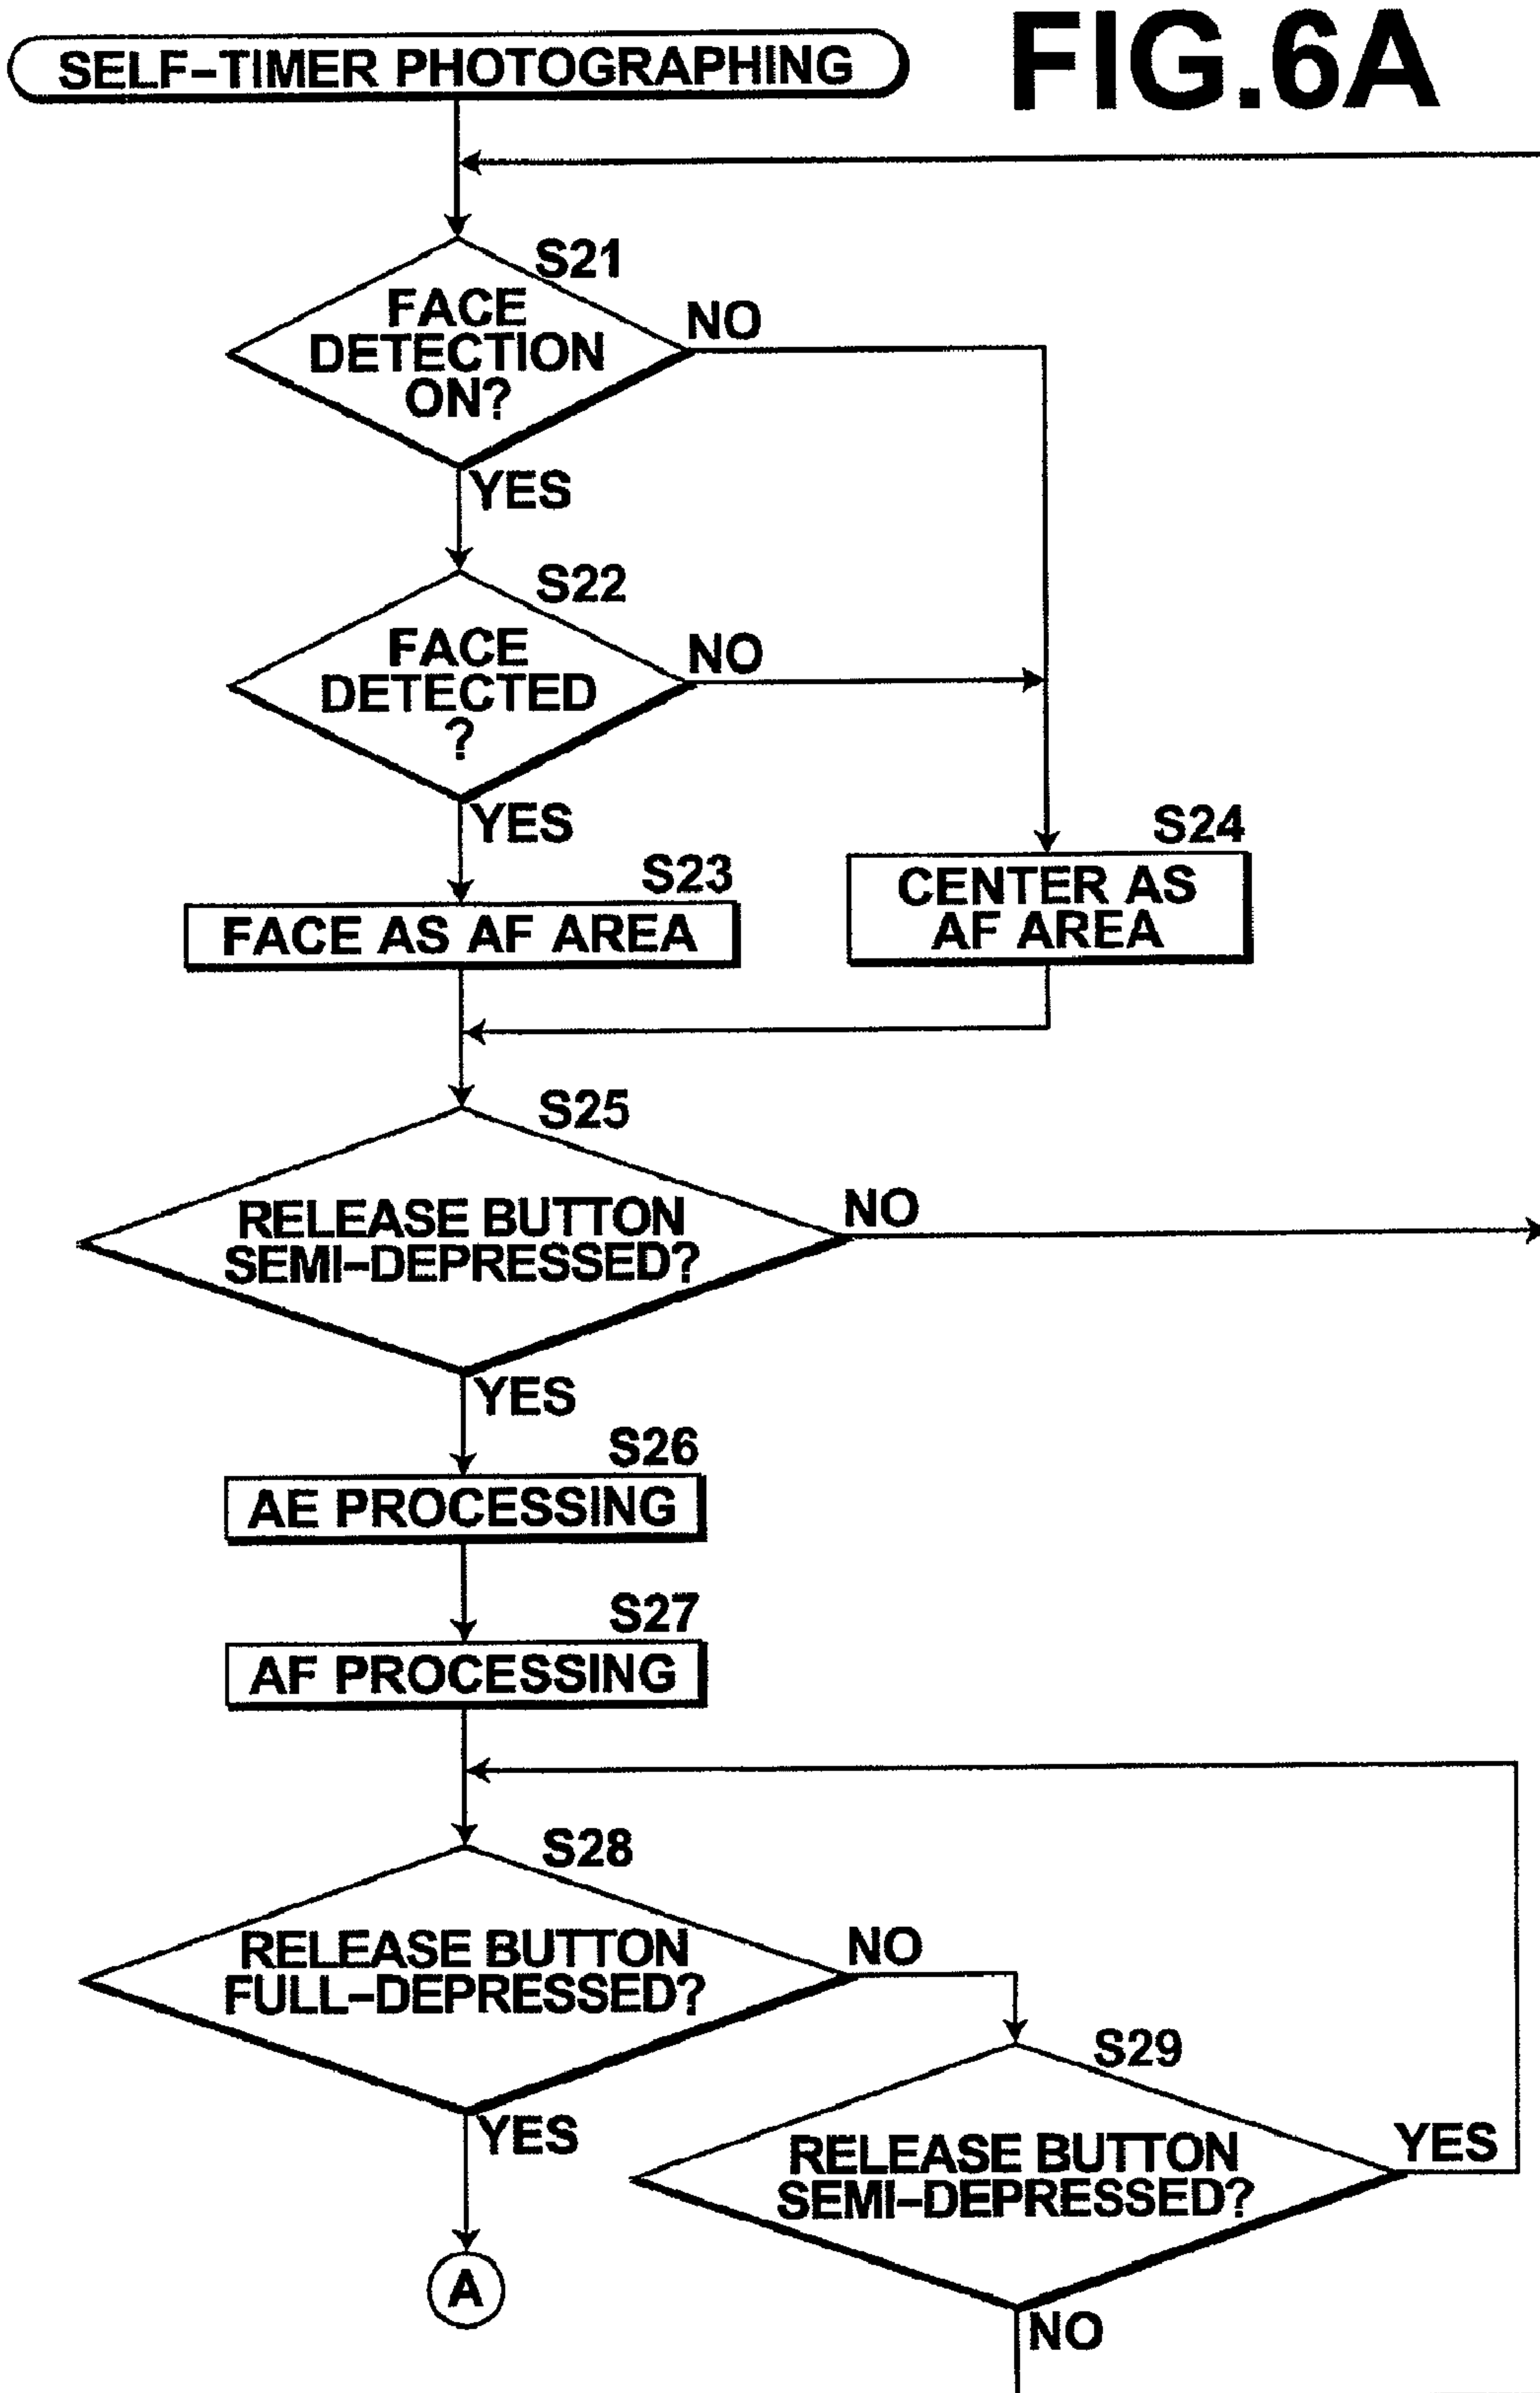 FIG.6A
SELF-TIMER PHOTOGRAPHING
S21
FACE
DETECTION
ON?
NO
YES
S22
FACE
DETECTED
?
NO
YES
S23
FACE AS AF AREA
S24
CENTER AS
AF AREA
S25
RELEASE BUTTON
SEMI-DEPRESSED?
NO
YES
S26
AE PROCESSING
S27
AF PROCESSING
S28
RELEASE BUTTON
FULL-DEPRESSED?
NO
YES
S29
RELEASE BUTTON
SEMI-DEPRESSED?
YES
NO
A